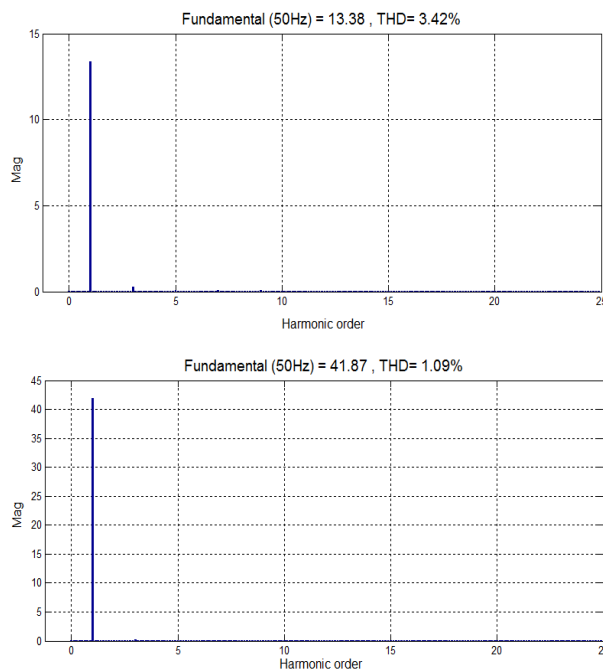 Fundamental (50Hz) = 13.38 , THD= 3.42%
15
10
5
0
Mag
0 5 10 15 20 25
Harmonic order
Fundamental (50Hz) = 41.87 , THD= 1.09%
45
40
35
30
25
20
15
10
5
0
Mag
0 5 10 15 20 25
Harmonic order